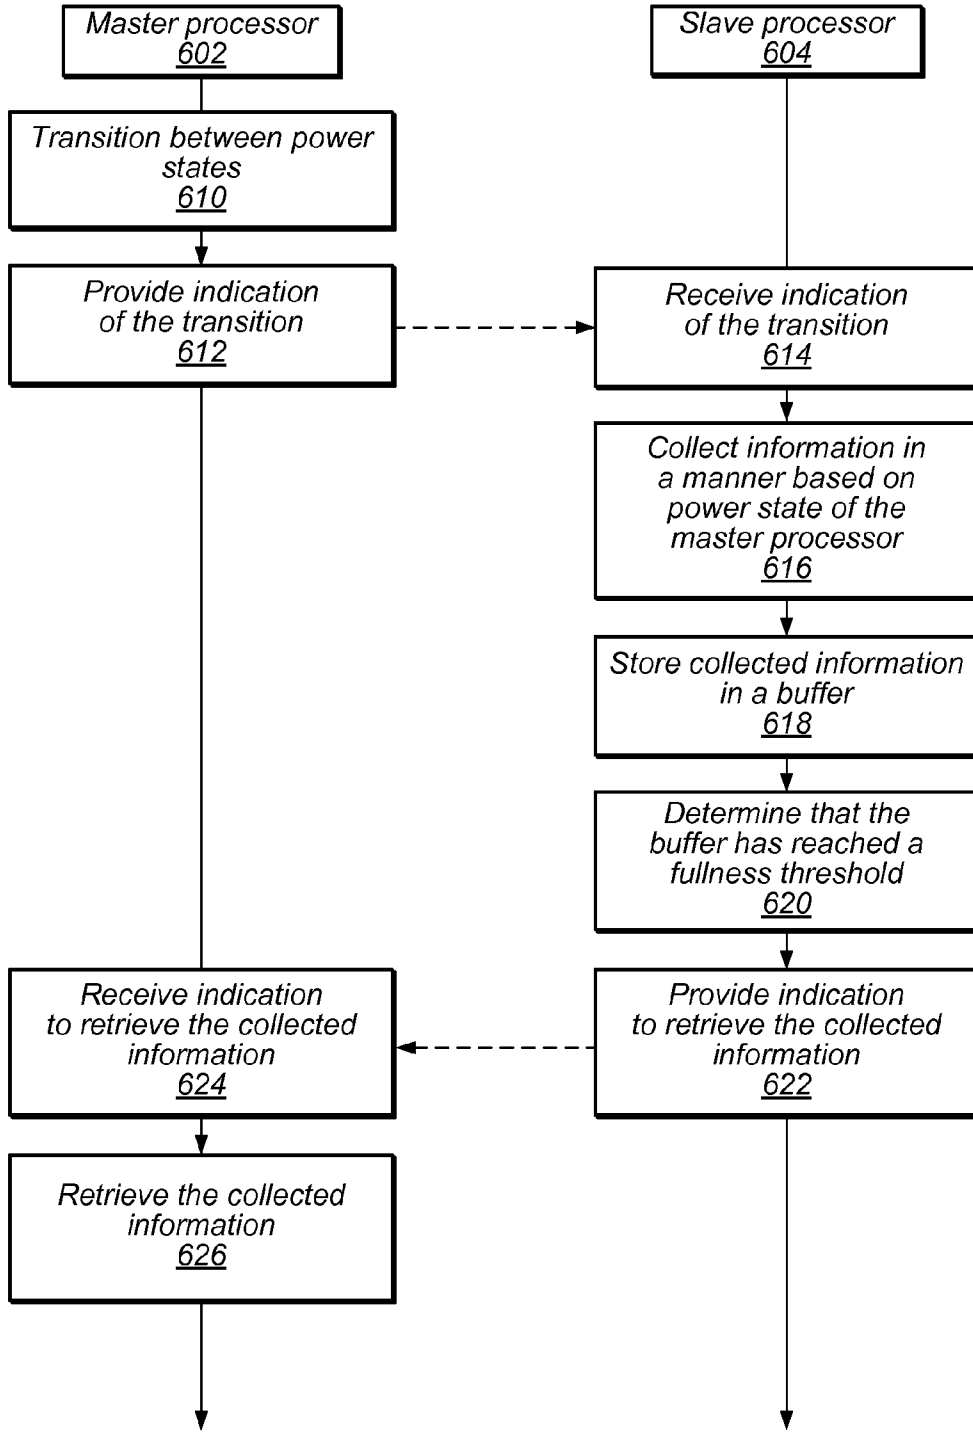 Master processor
602
Slave processor
604
Transition between power
states
610
Provide indication
of the transition
612
Receive indication
of the transition
614
Collect information in
a manner based on
power state of the
master processor
616
Store collected information
in a buffer
618
Determine that the
buffer has reached a
fullness threshold
620
Provide indication
to retrieve the collected
information
622
Receive indication
to retrieve the collected
information
624
Retrieve the collected
information
626